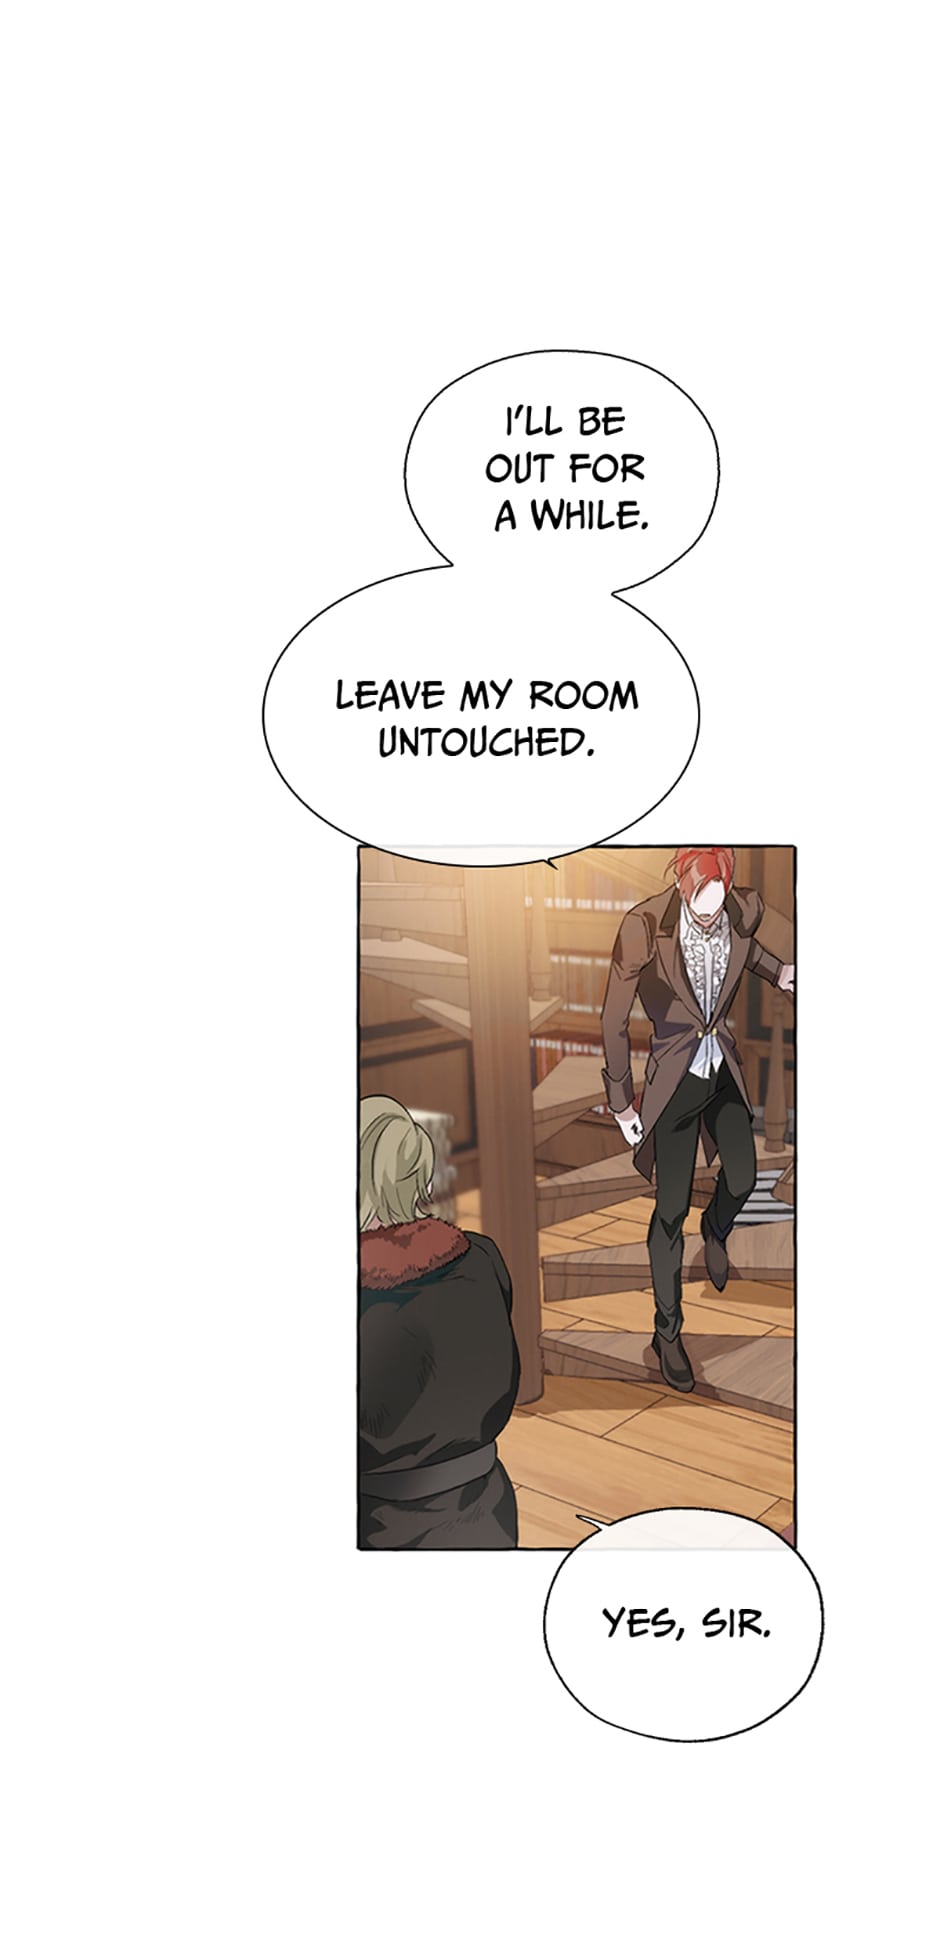 I'LL BE
OUT FOR
A WHILE.
LEAVE MY ROOM
UNTOUCHED.
YES, SIR.